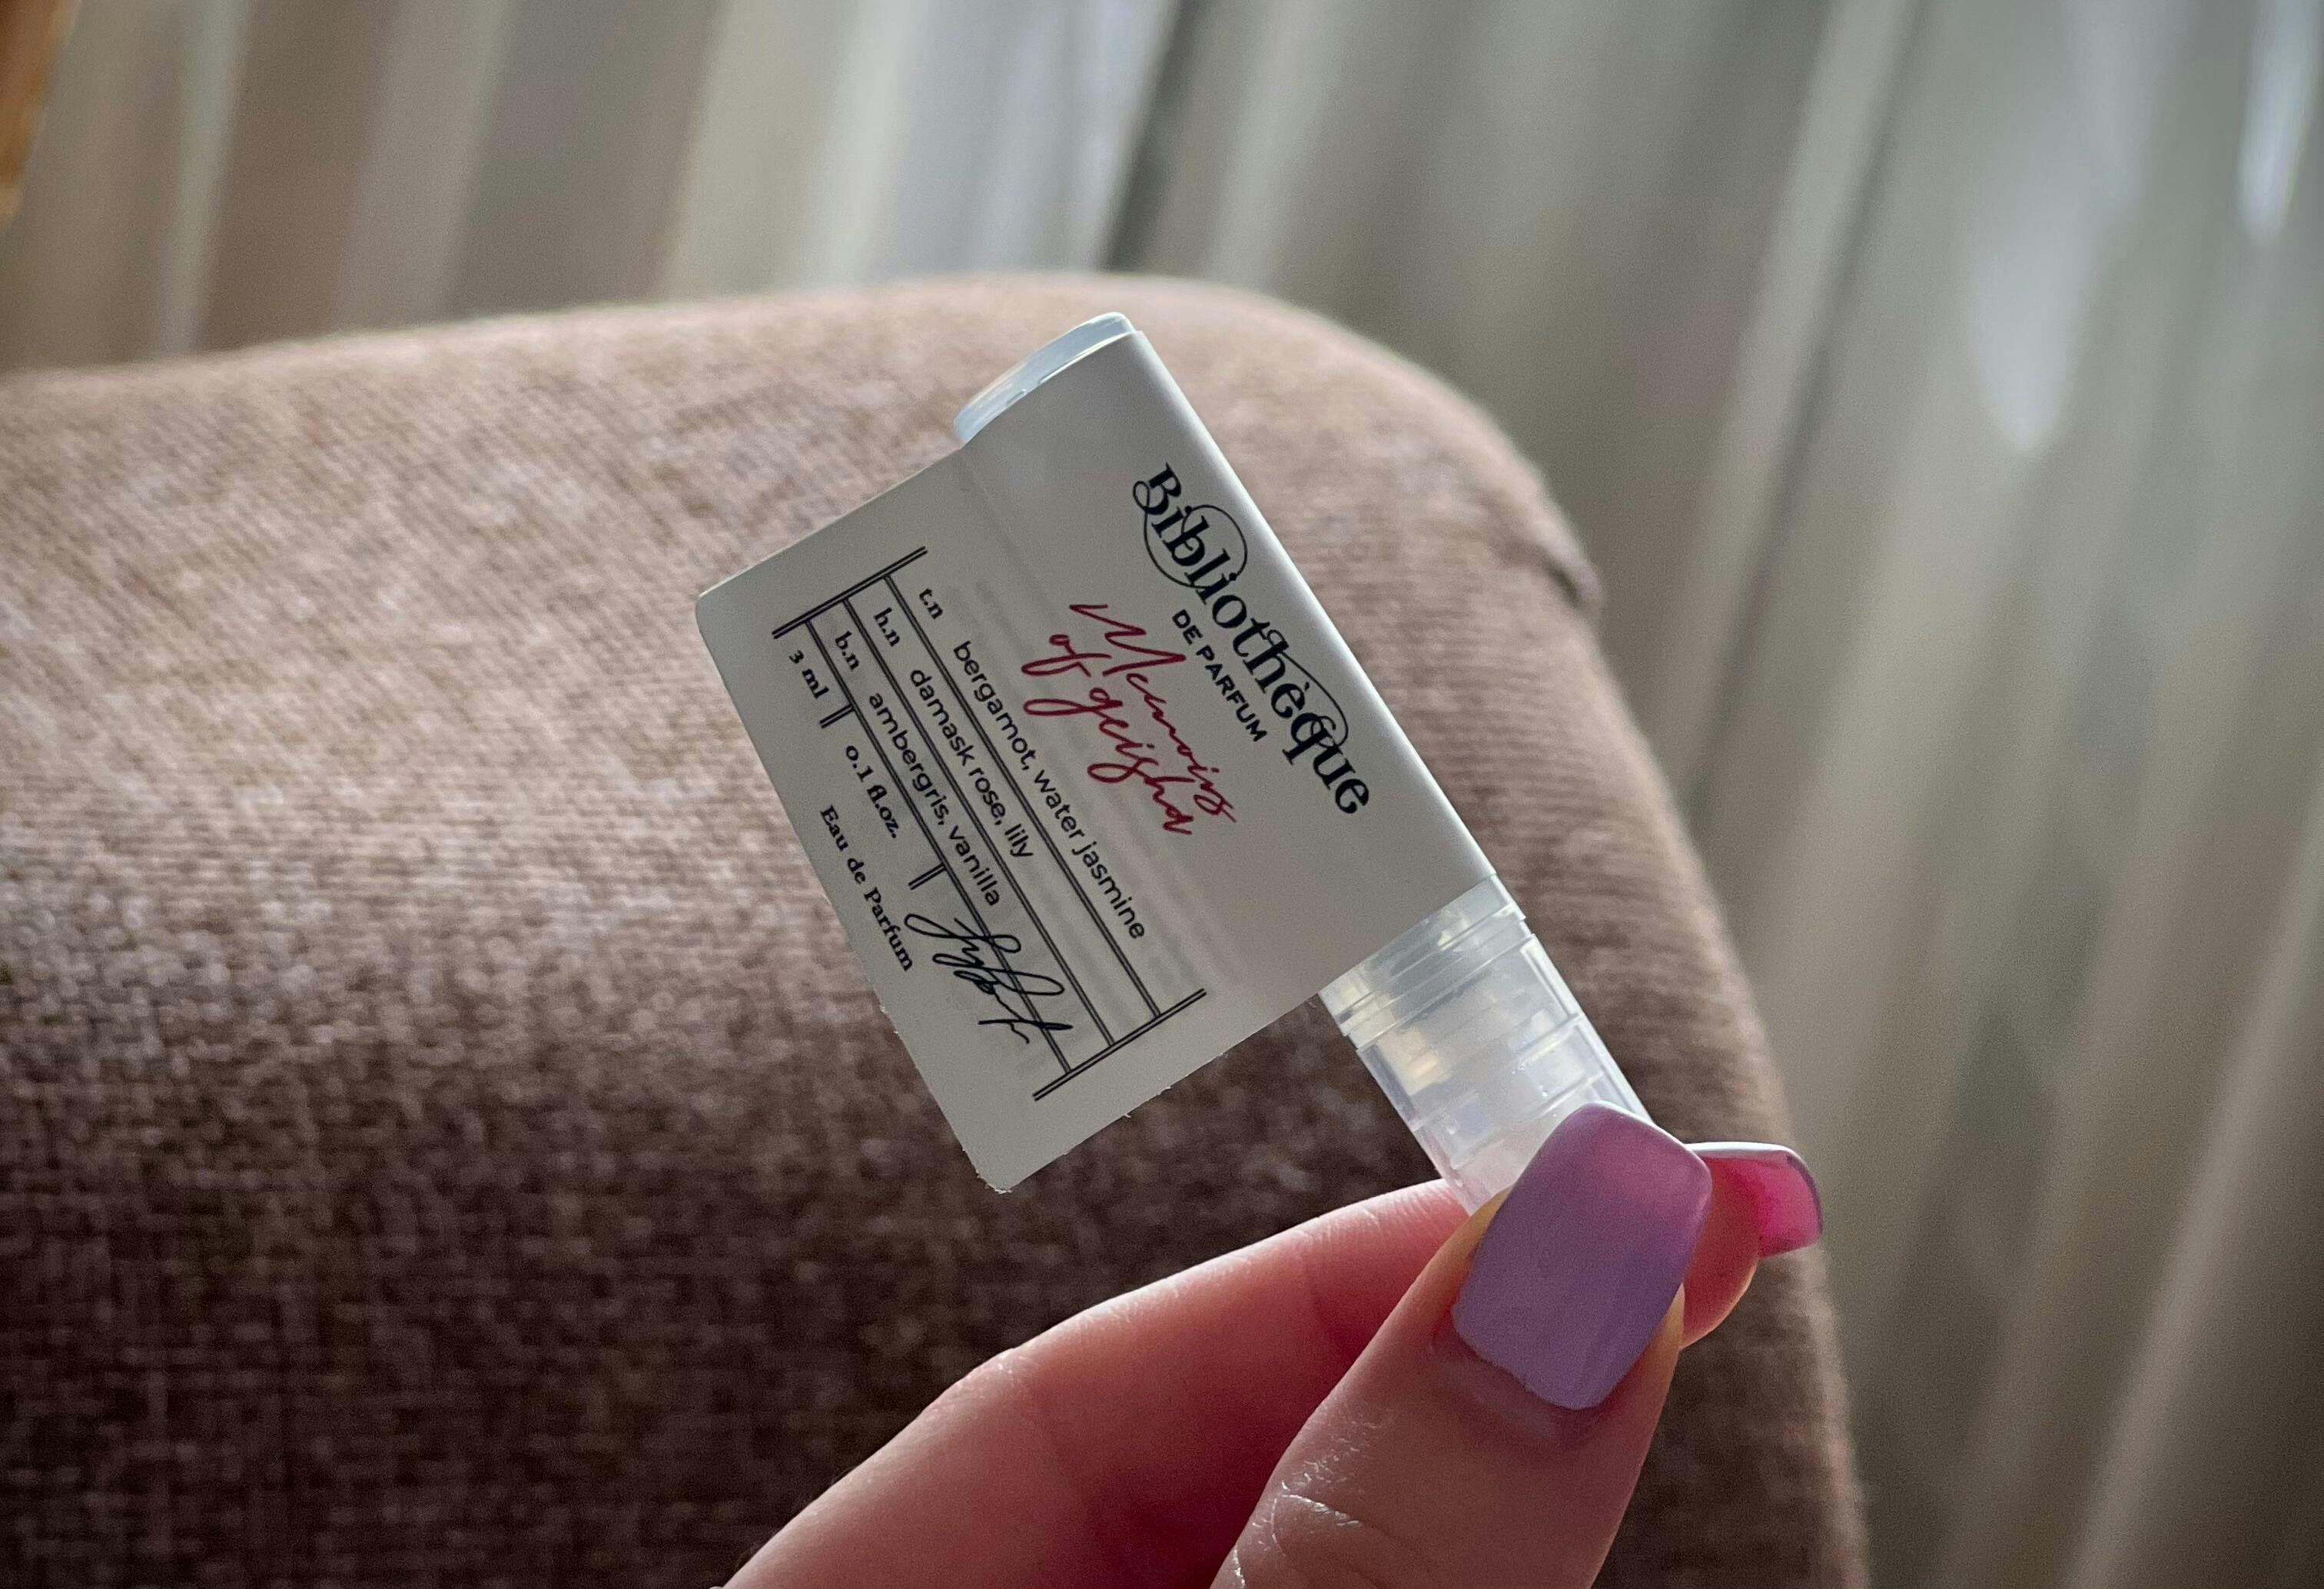 Bibliothèque
DE PARFUM
Memoirs
of geisha
t.n bergamot, water jasmine
h.n damask rose, lily
b.n ambergris, vanilla
3 ml 0.1 fl.oz.
Eau de Parfum